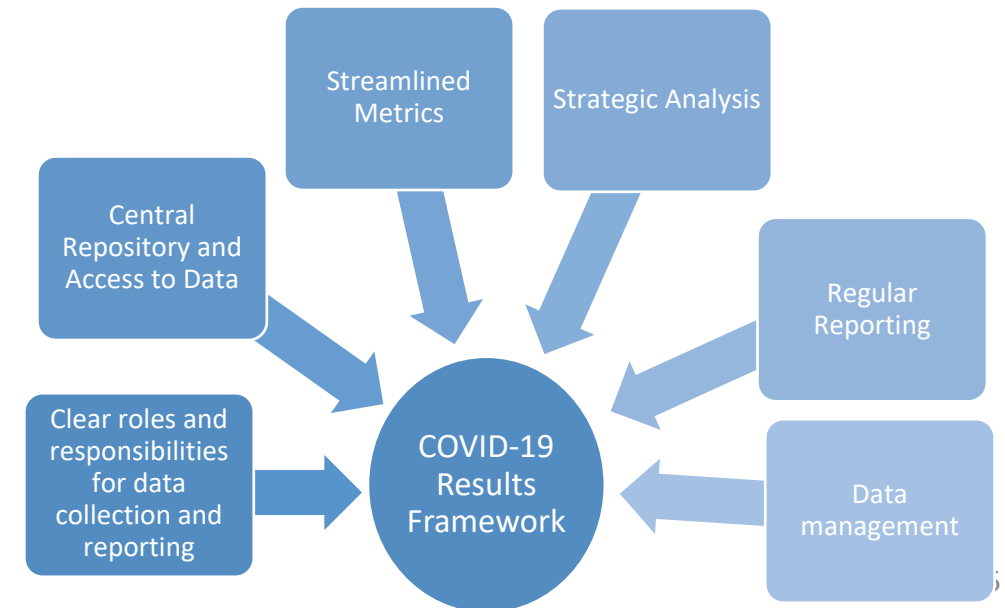 Streamlined
Metrics
Strategic Analysis
Central
Repository and
Access to Data
Regular
Reporting
Clear roles and
responsibilities
for data
collection and
reporting
COVID-19
Results
Framework
Data
management